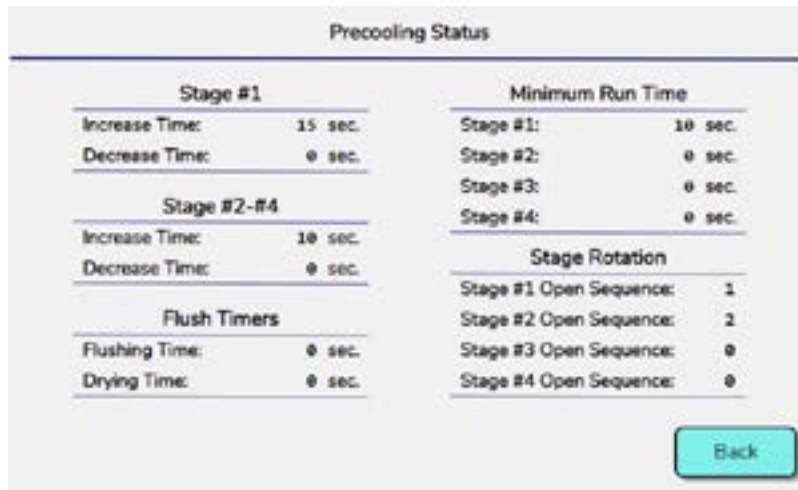 Precooling Status
Stage #1
Increase Time: 15 sec.
Decrease Time: 0 sec.
Stage #2-#4
Increase Time: 10 sec.
Decrease Time: 0 sec.
Flush Timers
Flushing Time: 0 sec.
Drying Time: 0 sec.
Minimum Run Time
Stage #1: 10 sec.
Stage #2: 0 sec.
Stage #3: 0 sec.
Stage #4: 0 sec.
Stage Rotation
Stage #1 Open Sequence: 1
Stage #2 Open Sequence: 2
Stage #3 Open Sequence: 0
Stage #4 Open Sequence: 0
Back